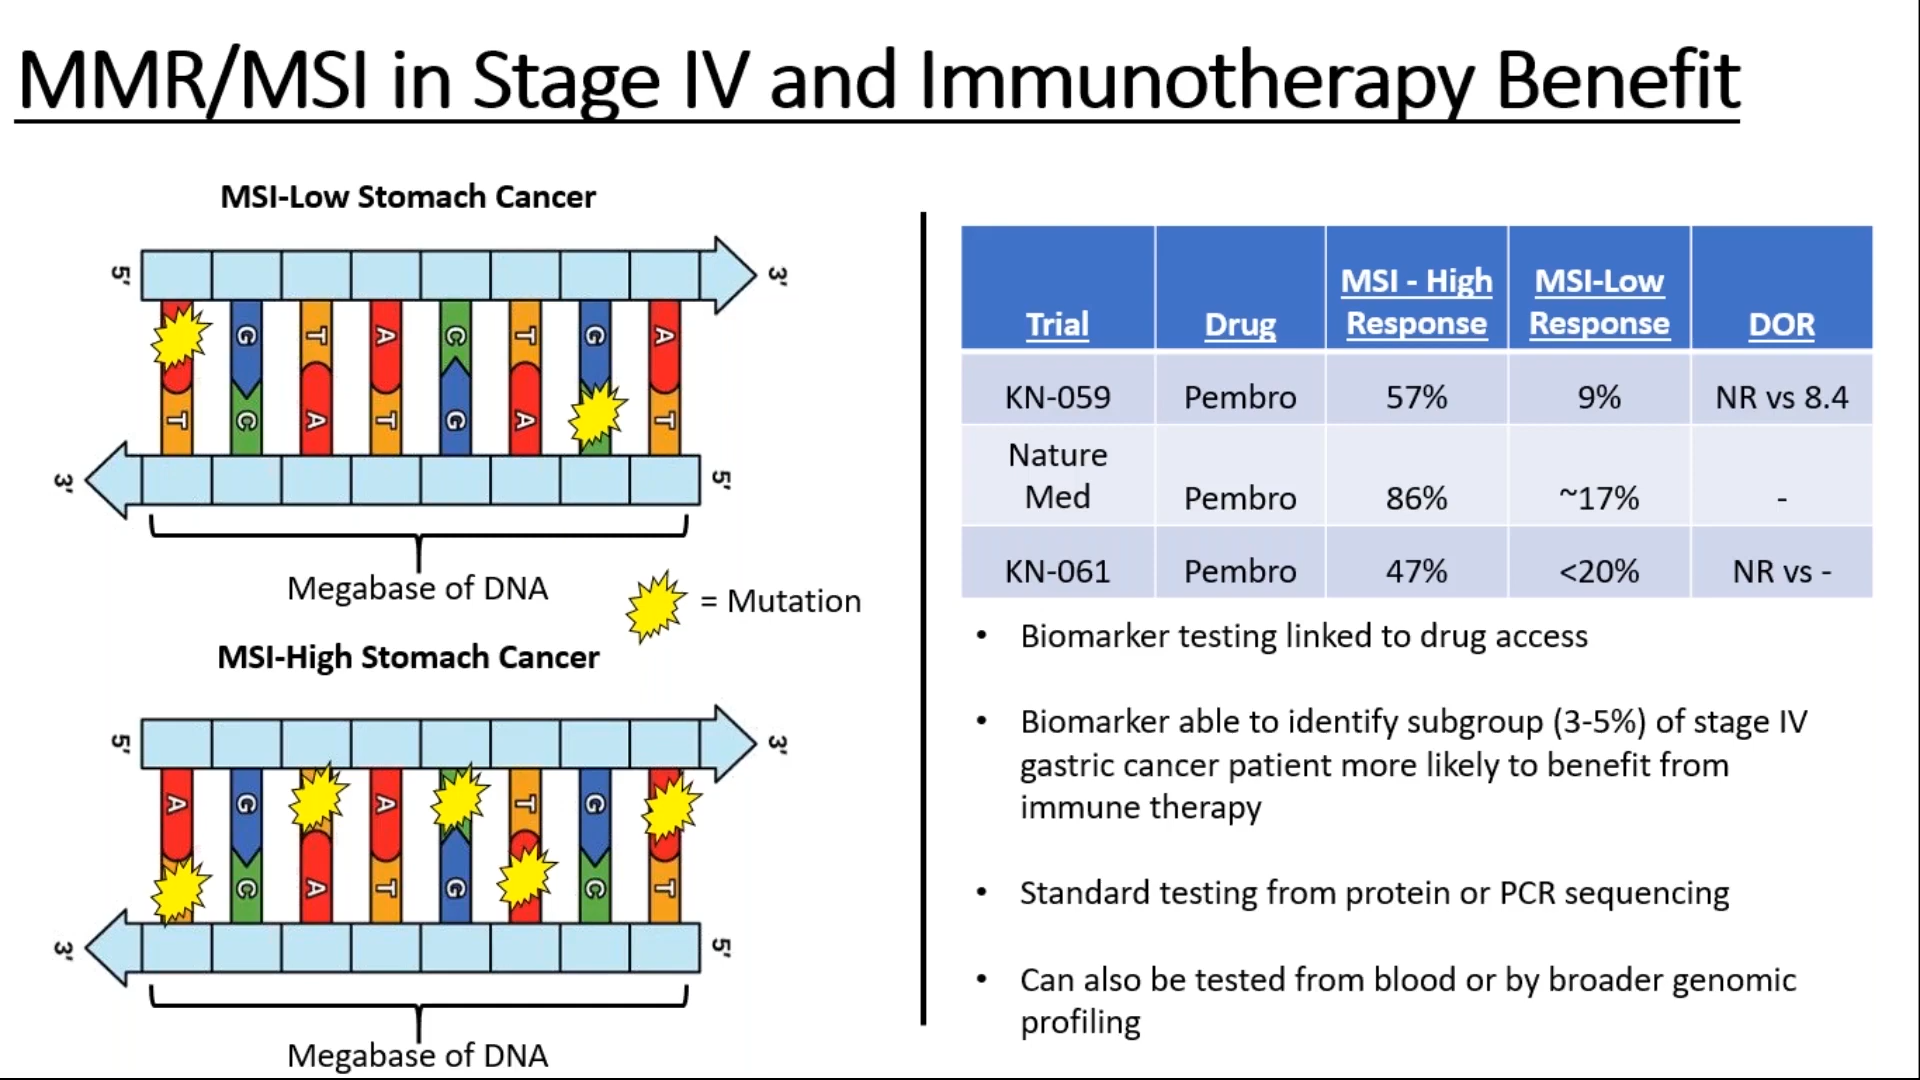 MMR/MSI in Stage IV and Immunotherapy Benefit
MSI-Low Stomach Cancer
5' 3'
G T A C T G A
T C A T G A T
3' 5'
Megabase of DNA
= Mutation
MSI-High Stomach Cancer
5' 3'
A G A T G
C A T G C T
3' 5'
Megabase of DNA
Trial Drug MSI - High Response MSI-Low Response DOR
KN-059 Pembro 57% 9% NR vs 8.4
Nature Med Pembro 86% ~17% -
KN-061 Pembro 47% <20% NR vs -
• Biomarker testing linked to drug access
• Biomarker able to identify subgroup (3-5%) of stage IV
gastric cancer patient more likely to benefit from
immune therapy
• Standard testing from protein or PCR sequencing
• Can also be tested from blood or by broader genomic
profiling